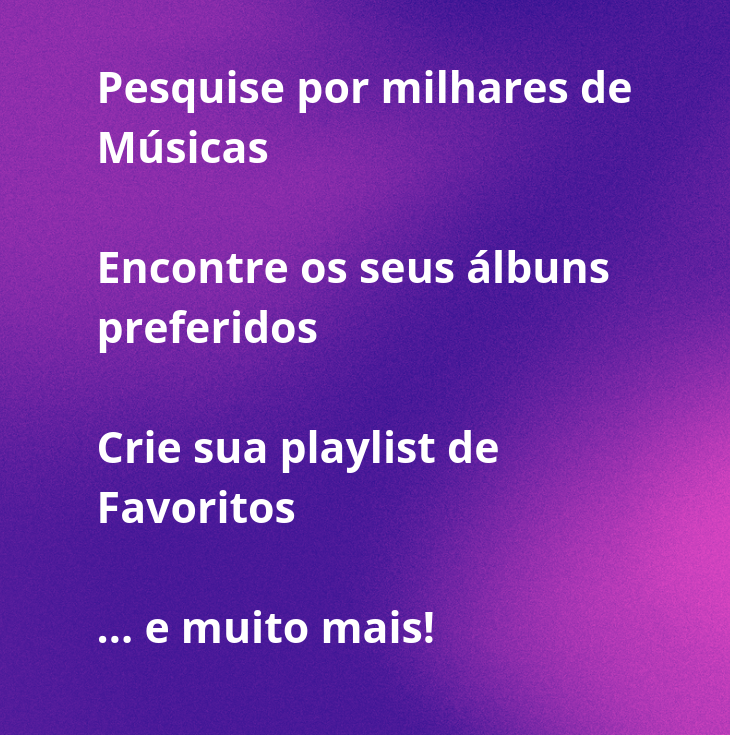 Pesquise por milhares de
Músicas
Encontre os seus álbuns
preferidos
Crie sua playlist de
Favoritos
... e muito mais!